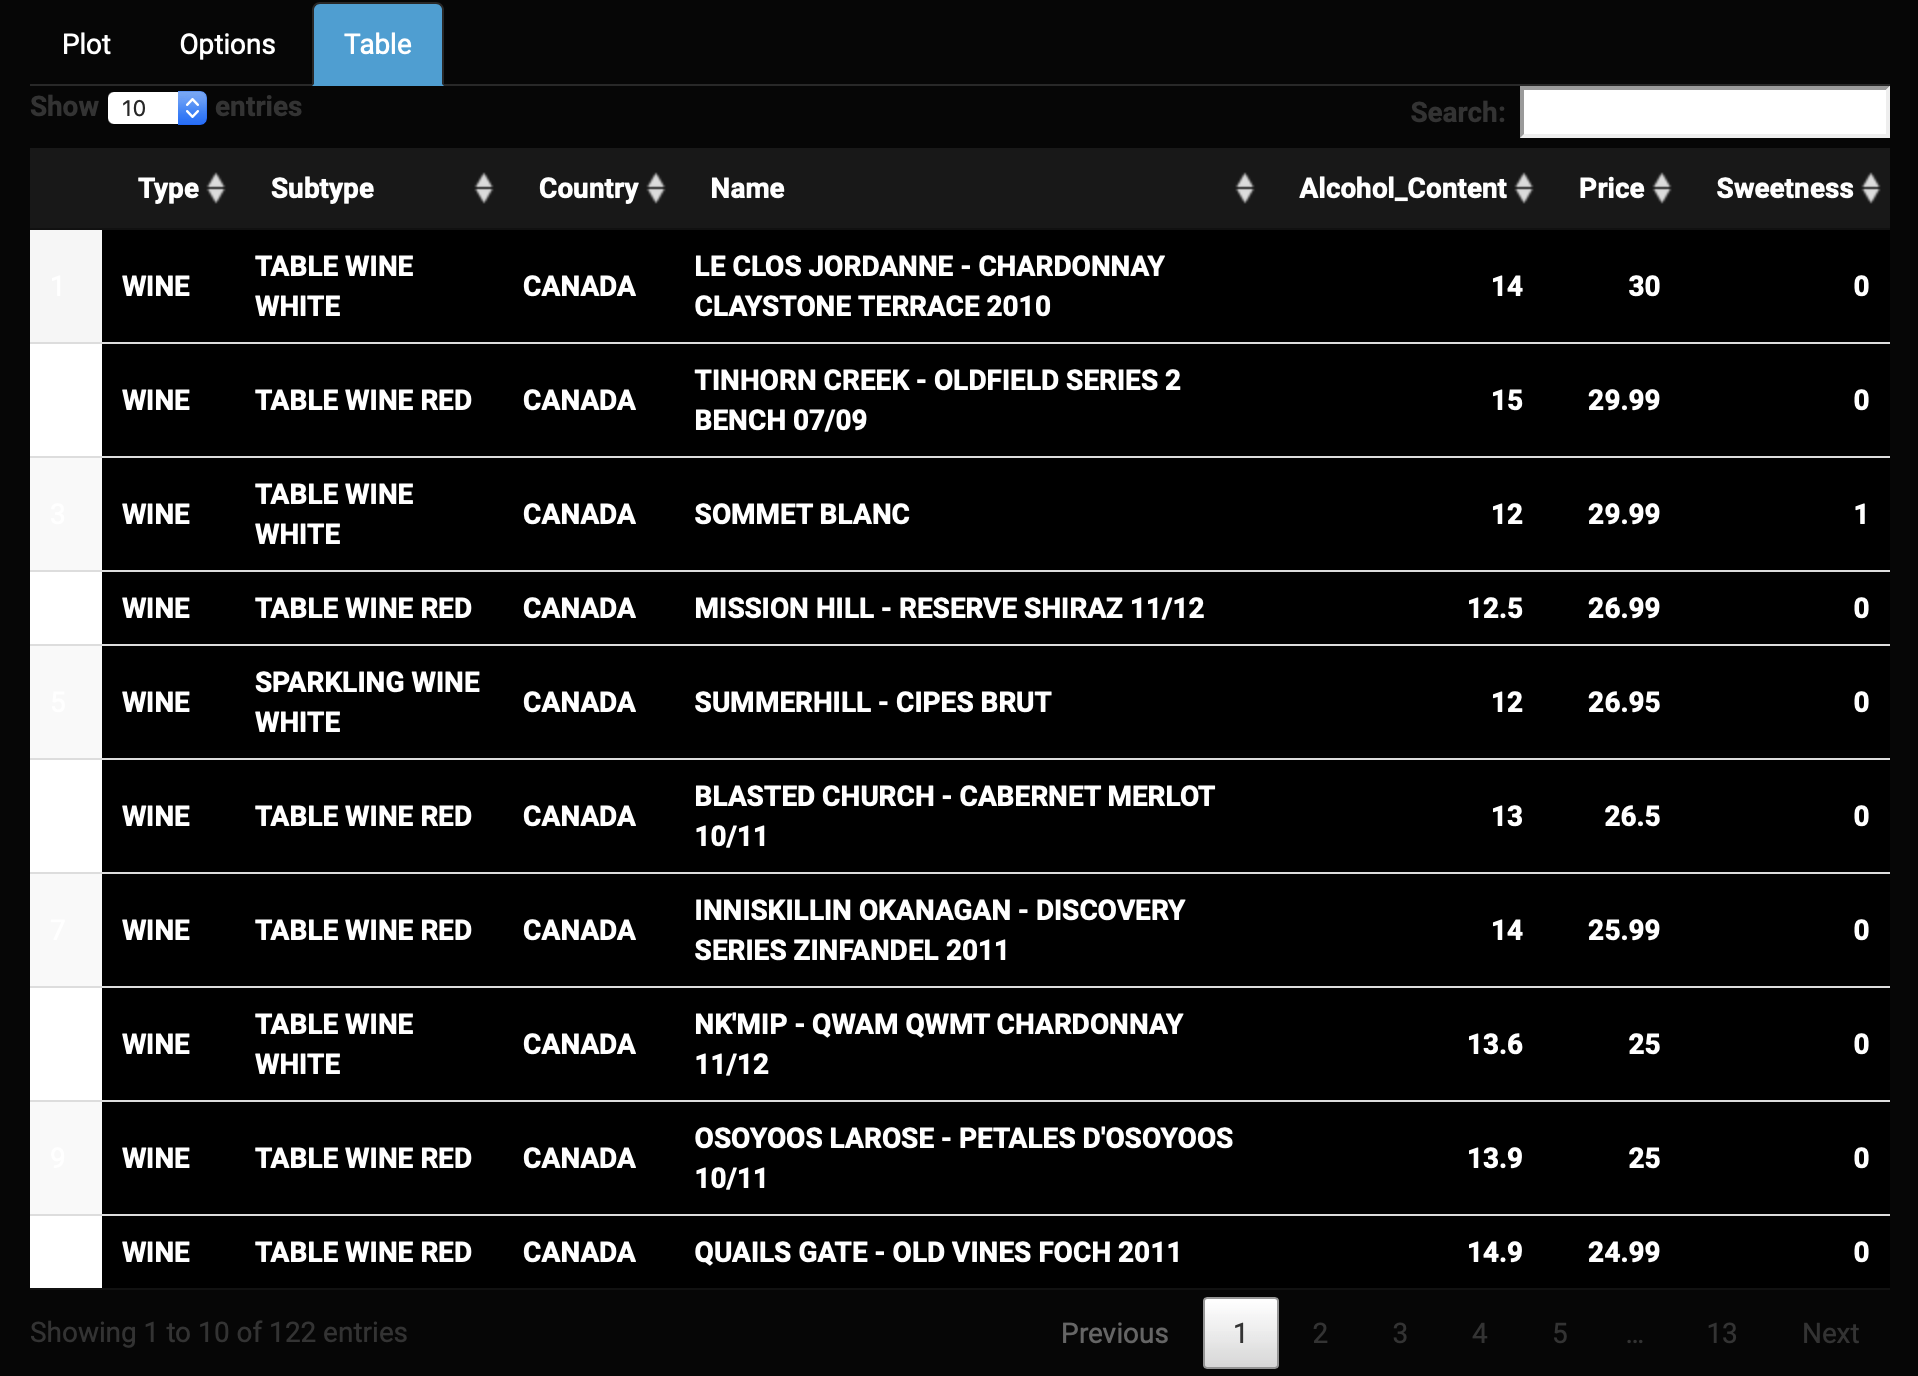 Plot Options Table
Show 10 entries Search:
Type Subtype Country Name Alcohol_Content Price Sweetness
1 WINE TABLE WINE WHITE CANADA LE CLOS JORDANNE - CHARDONNAY CLAYSTONE TERRACE 2010 14 30 0
WINE TABLE WINE RED CANADA TINHORN CREEK - OLDFIELD SERIES 2 BENCH 07/09 15 29.99 0
3 WINE TABLE WINE WHITE CANADA SOMMET BLANC 12 29.99 1
WINE TABLE WINE RED CANADA MISSION HILL - RESERVE SHIRAZ 11/12 12.5 26.99 0
5 WINE SPARKLING WINE WHITE CANADA SUMMERHILL - CIPES BRUT 12 26.95 0
WINE TABLE WINE RED CANADA BLASTED CHURCH - CABERNET MERLOT 10/11 13 26.5 0
7 WINE TABLE WINE RED CANADA INNISKILLIN OKANAGAN - DISCOVERY SERIES ZINFANDEL 2011 14 25.99 0
WINE TABLE WINE WHITE CANADA NK'MIP - QWAM QWMT CHARDONNAY 11/12 13.6 25 0
9 WINE TABLE WINE RED CANADA OSOYOOS LAROSE - PETALES D'OSOYOOS 10/11 13.9 25 0
WINE TABLE WINE RED CANADA QUAILS GATE - OLD VINES FOCH 2011 14.9 24.99 0
Showing 1 to 10 of 122 entries Previous 1 2 3 4 5 ... 13 Next